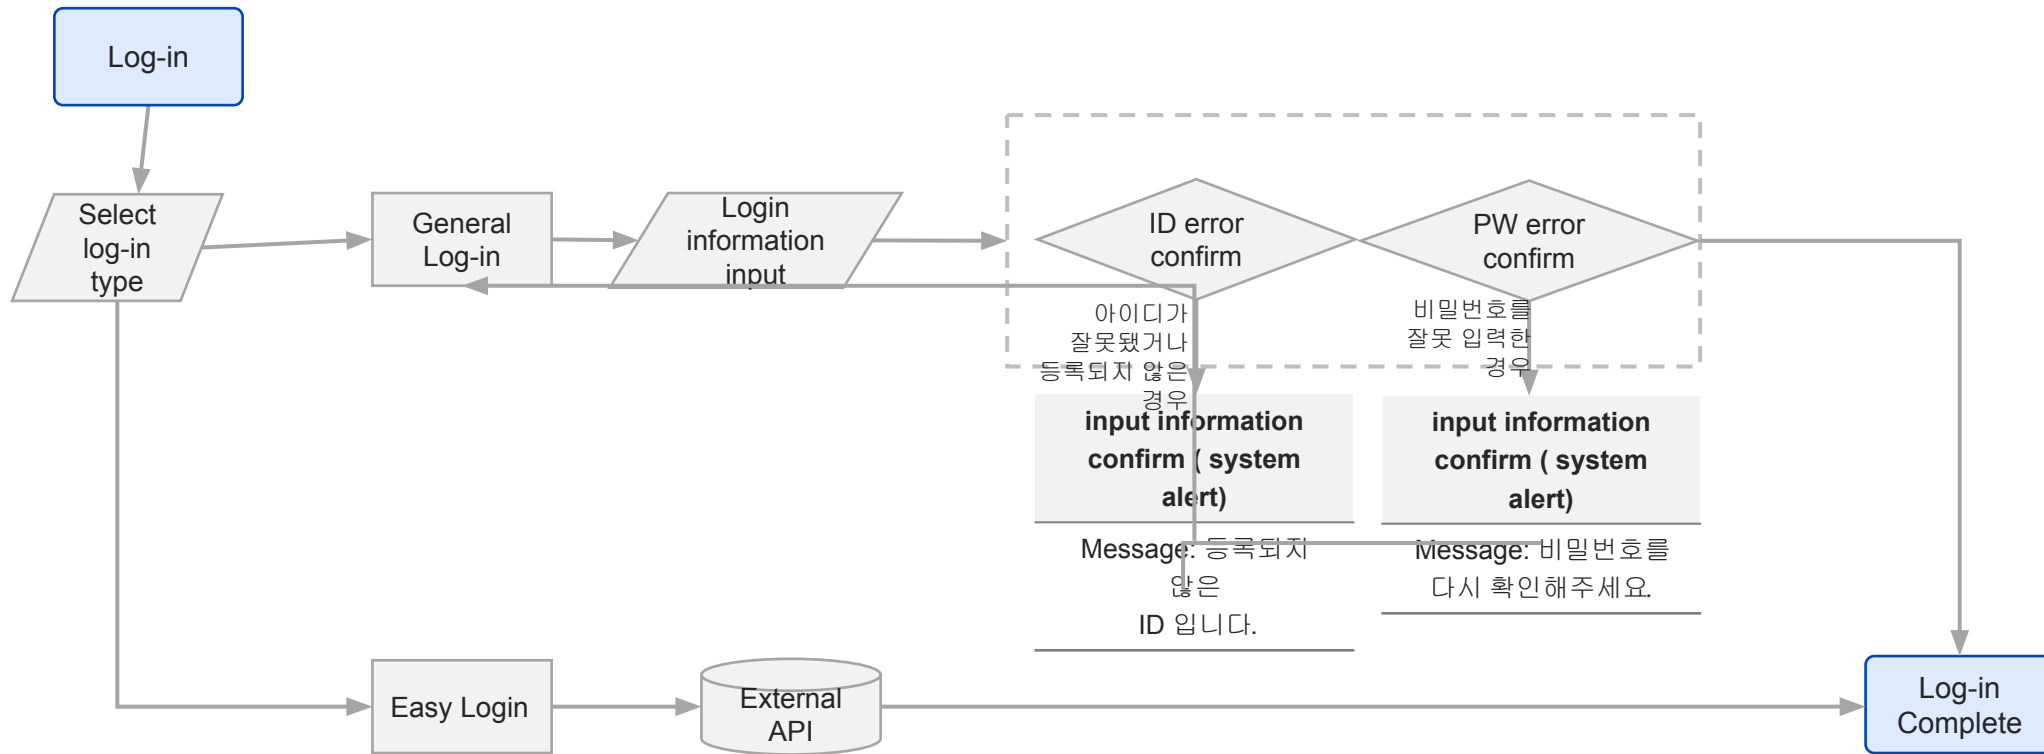 Log-in
Select
log-in
type
General
Log-in
Login
information
input
ID error
confirm
PW error
confirm
아이디가
잘못됐거나
등록되지 않은
경우
비밀번호를
잘못 입력한
경우
input information
confirm ( system
alert)
Message: 등록되지
않은
ID 입니다.
input information
confirm ( system
alert)
Message: 비밀번호를
다시 확인해주세요.
Easy Login
External
API
Log-in
Complete